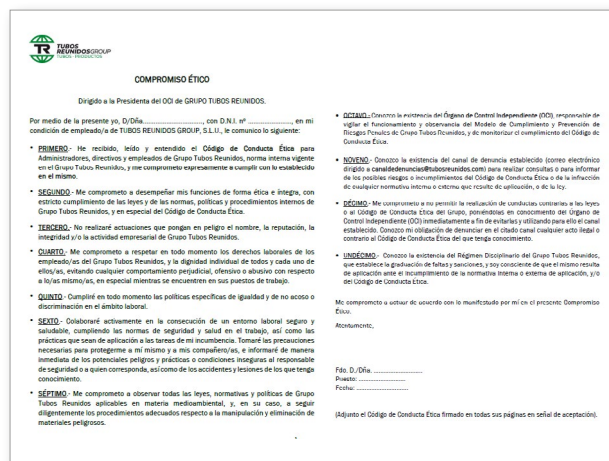 TUBOS
REUNIDOSGROUP
TUBOS · PRODUCTOS
COMPROMISO ÉTICO
Dirigido a la Presidenta del OCI de GRUPO TUBOS REUNIDOS.
Por medio de la presente yo, D/Dña........................, con D.N.I. nº ..................., en mi
condición de empleado/a de TUBOS REUNIDOS GROUP, S.L.U., le comunico lo siguiente:
• PRIMERO.- He recibido, leído y entendido el Código de Conducta Ética para
Administradores, directivos y empleados de Grupo Tubos Reunidos, norma interna vigente
en el Grupo Tubos Reunidos, y me comprometo expresamente a cumplir con lo establecido
en el mismo.
• SEGUNDO.- Me comprometo a desempeñar mis funciones de forma ética e íntegra, con
estricto cumplimiento de las leyes y de las normas, políticas y procedimientos internos de
Grupo Tubos Reunidos, y en especial del Código de Conducta Ética.
• TERCERO.- No realizaré actuaciones que pongan en peligro el nombre, la reputación, la
integridad y/o la actividad empresarial de Grupo Tubos Reunidos.
• CUARTO.- Me comprometo a respetar en todo momento los derechos laborales de los
empleado/as del Grupo Tubos Reunidos, y la dignidad individual de todos y cada uno de
ellos/as, evitando cualquier comportamiento perjudicial, ofensivo o abusivo con respecto
a lo/as mismo/as, en especial mientras se encuentren en sus puestos de trabajo.
• QUINTO.- Cumpliré en todo momento las políticas específicas de igualdad y de no acoso o
discriminación en el ámbito laboral.
• SEXTO.- Colaboraré activamente en la consecución de un entorno laboral seguro y
saludable, cumpliendo las normas de seguridad y salud en el trabajo, así como las
prácticas que sean de aplicación a las tareas de mi incumbencia. Tomaré las precauciones
necesarias para protegerme a mí mismo y a mis compañero/as, e informaré de manera
inmediata de los potenciales peligros y prácticas o condiciones inseguras al responsable
de seguridad o a quien corresponda, así como de los accidentes y lesiones de los que tenga
conocimiento.
• SÉPTIMO.- Me comprometo a observar todas las leyes, normativas y políticas de Grupo
Tubos Reunidos aplicables en materia medioambiental, y, en su caso, a seguir
diligentemente los procedimientos adecuados respecto a la manipulación y eliminación de
materiales peligrosos.
• OCTAVO.- Conozco la existencia del Órgano de Control Independiente (OCI), responsable de
vigilar el funcionamiento y observancia del Modelo de Cumplimiento y Prevención de
Riesgos Penales de Grupo Tubos Reunidos, y de monitorizar el cumplimiento del Código de
Conducta Ética.
• NOVENO.- Conozco la existencia del canal de denuncia establecido (correo electrónico
dirigido a canaldedenuncias@tubosreunidos.com) para realizar consultas o para informar
de los posibles riesgos o incumplimientos del Código de Conducta Ética o de la infracción
de cualquier normativa interna o externa que resulte de aplicación, o de la ley.
• DÉCIMO.- Me comprometo a no permitir la realización de conductas contrarias a las leyes
o al Código de Conducta Ética del Grupo, poniéndolas en conocimiento del Órgano de
Control Independiente (OCI) inmediatamente a fin de evitarlas y utilizando para ello el canal
establecido. Conozco mi obligación de denunciar en el citado canal cualquier acto ilegal o
contrario al Código de Conducta Ética del que tenga conocimiento.
• UNDÉCIMO.- Conozco la existencia del Régimen Disciplinario del Grupo Tubos Reunidos,
que establece la graduación de faltas y sanciones, y soy consciente de que el mismo resulta
de aplicación ante el incumplimiento de la normativa interna o externa de aplicación, y/o
del Código de Conducta Ética.
Me comprometo a actuar de acuerdo con lo manifestado por mí en el presente Compromiso
Ético.
Atentamente,
Fdo. D./Dña. ........................
Puesto: ........................
Fecha: ........................
(Adjunto el Código de Conducta Ética firmado en todas sus páginas en señal de aceptación).